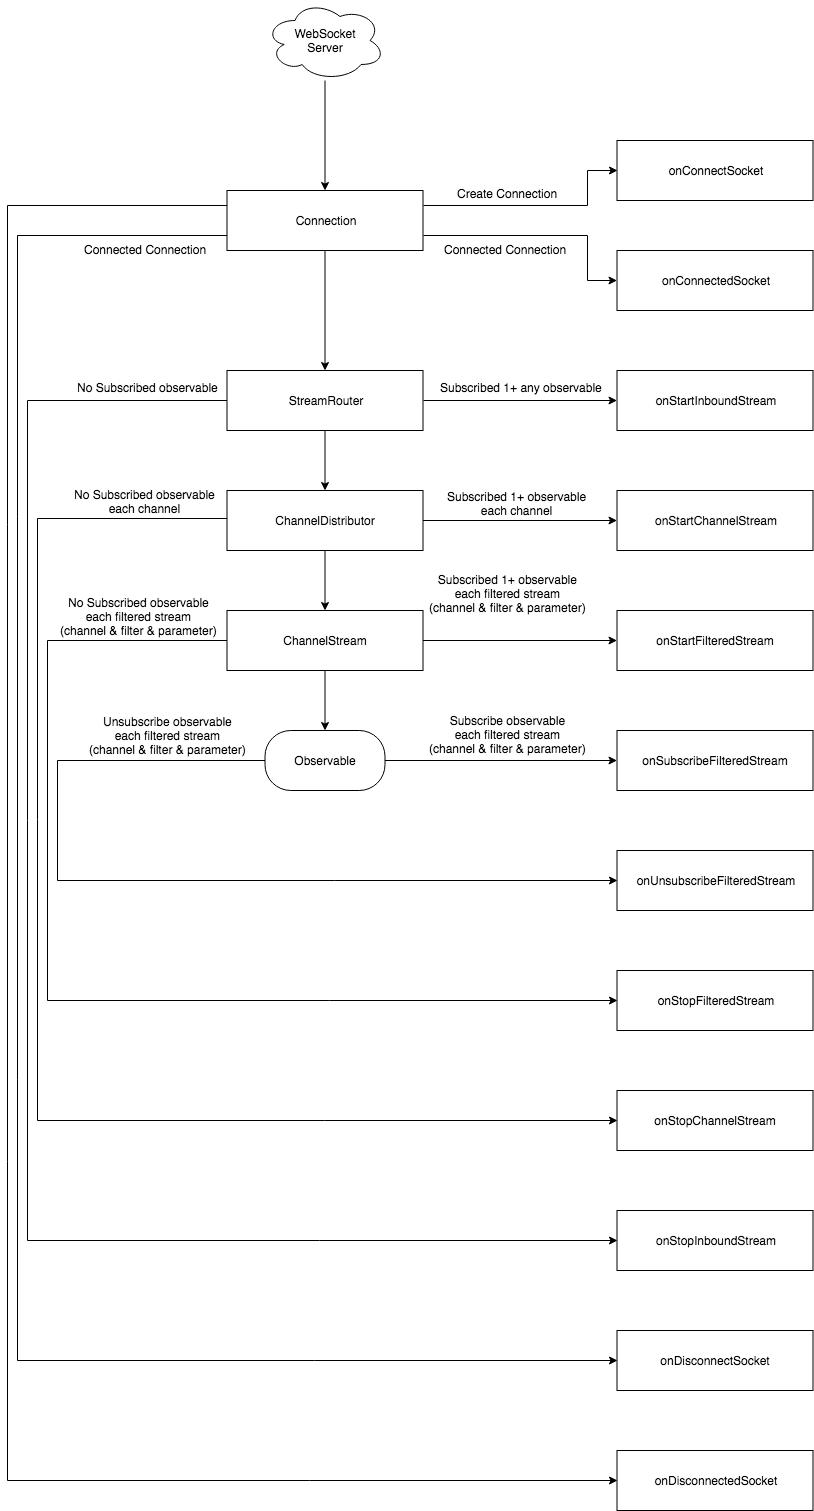 WebSocket
Server
Create Connection
onConnectSocket
Connection
Connected Connection
Connected Connection
onConnectedSocket
No Subscribed observable
StreamRouter
Subscribed 1+ any observable
onStartInboundStream
No Subscribed observable
each channel
ChannelDistributor
Subscribed 1+ observable
each channel
onStartChannelStream
No Subscribed observable
each filtered stream
(channel & filter & parameter)
ChannelStream
Subscribed 1+ observable
each filtered stream
(channel & filter & parameter)
onStartFilteredStream
Unsubscribe observable
each filtered stream
(channel & filter & parameter)
Observable
Subscribe observable
each filtered stream
(channel & filter & parameter)
onSubscribeFilteredStream
onUnsubscribeFilteredStream
onStopFilteredStream
onStopChannelStream
onStopInboundStream
onDisconnectSocket
onDisconnectedSocket